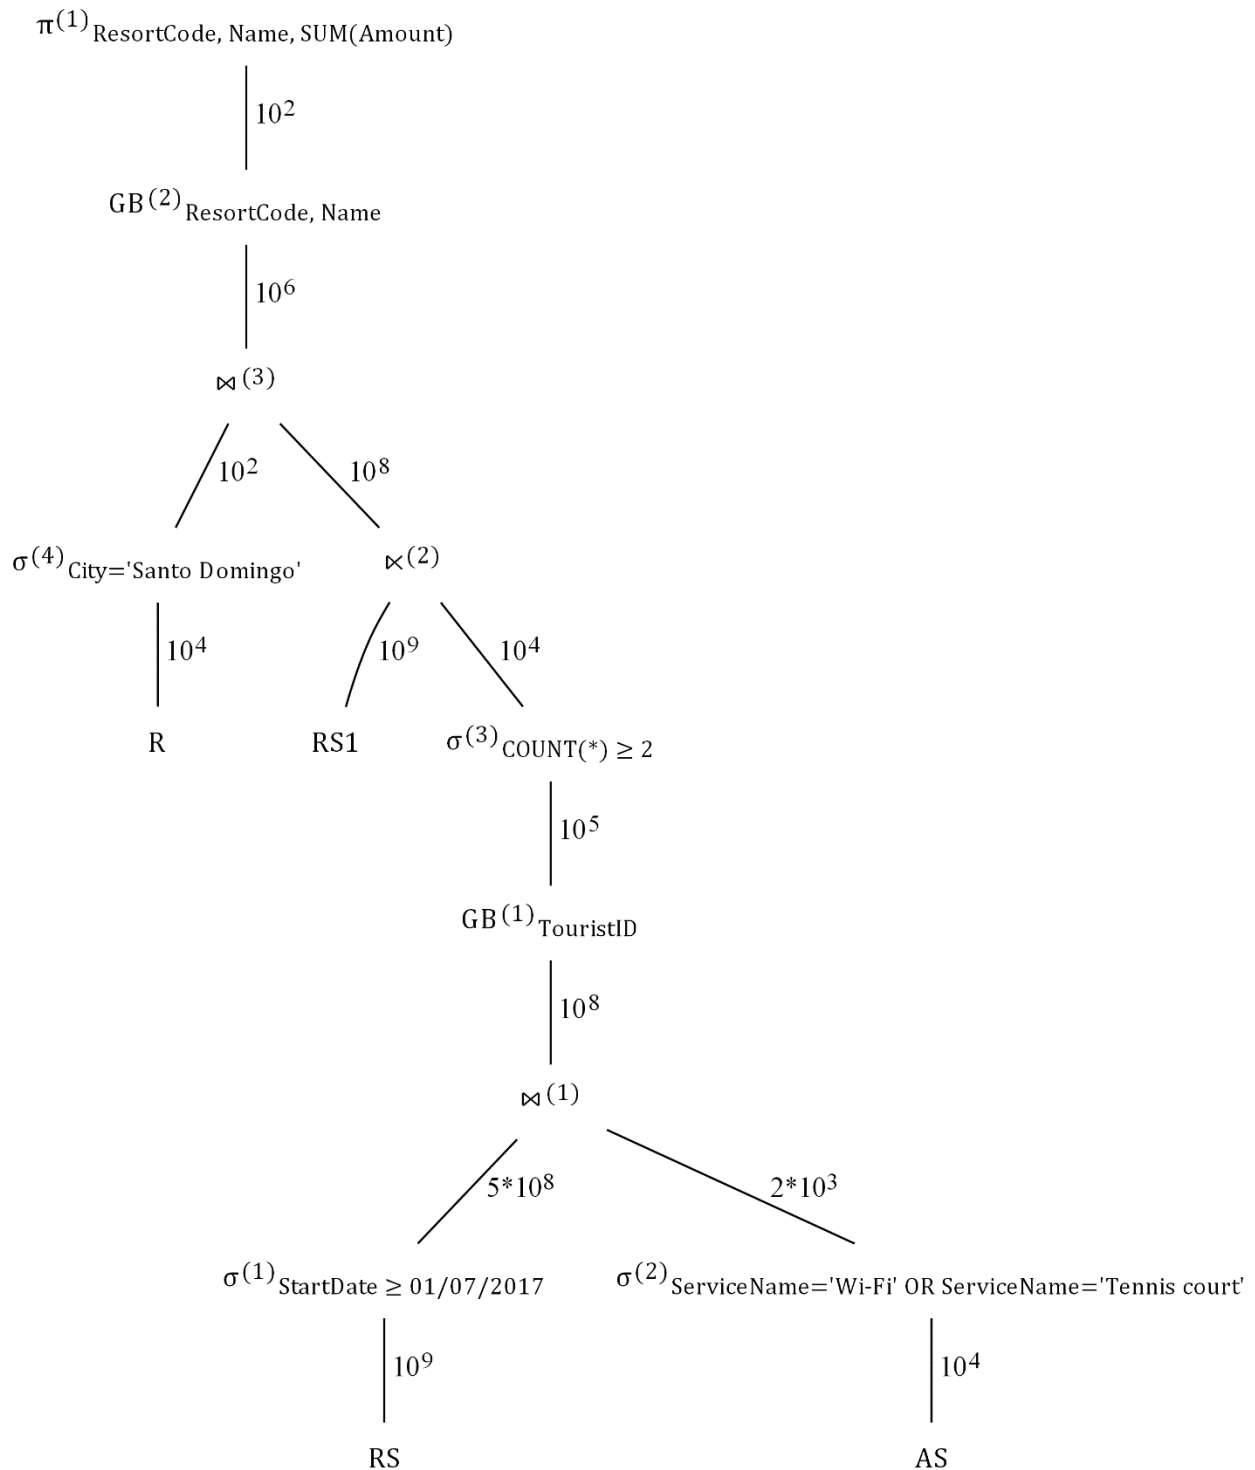 π(1) ResortCode, Name, SUM(Amount)
10²
GB(2) ResortCode, Name
10⁶
⋈(3)
10² 10⁸
σ(4) City='Santo Domingo' ⋉(2)
10⁴ 10⁹ 10⁴
R RS1 σ(3) COUNT(*) ≥ 2
10⁵
GB(1) TouristID
10⁸
⋈(1)
5*10⁸ 2*10³
σ(1) StartDate ≥ 01/07/2017 σ(2) ServiceName='Wi-Fi' OR ServiceName='Tennis court'
10⁹ 10⁴
RS AS